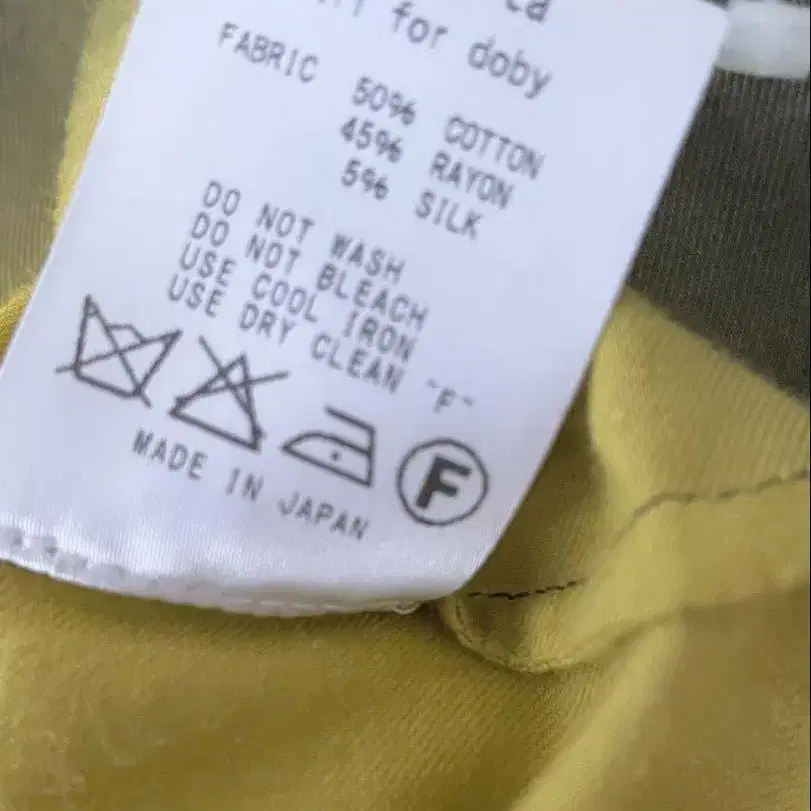 for doby
FABRIC 50% COTTON
45% RAYON
5% SILK
DO NOT WASH
DO NOT BLEACH
USE COOL IRON
USE DRY CLEAN "F"
F
MADE IN JAPAN